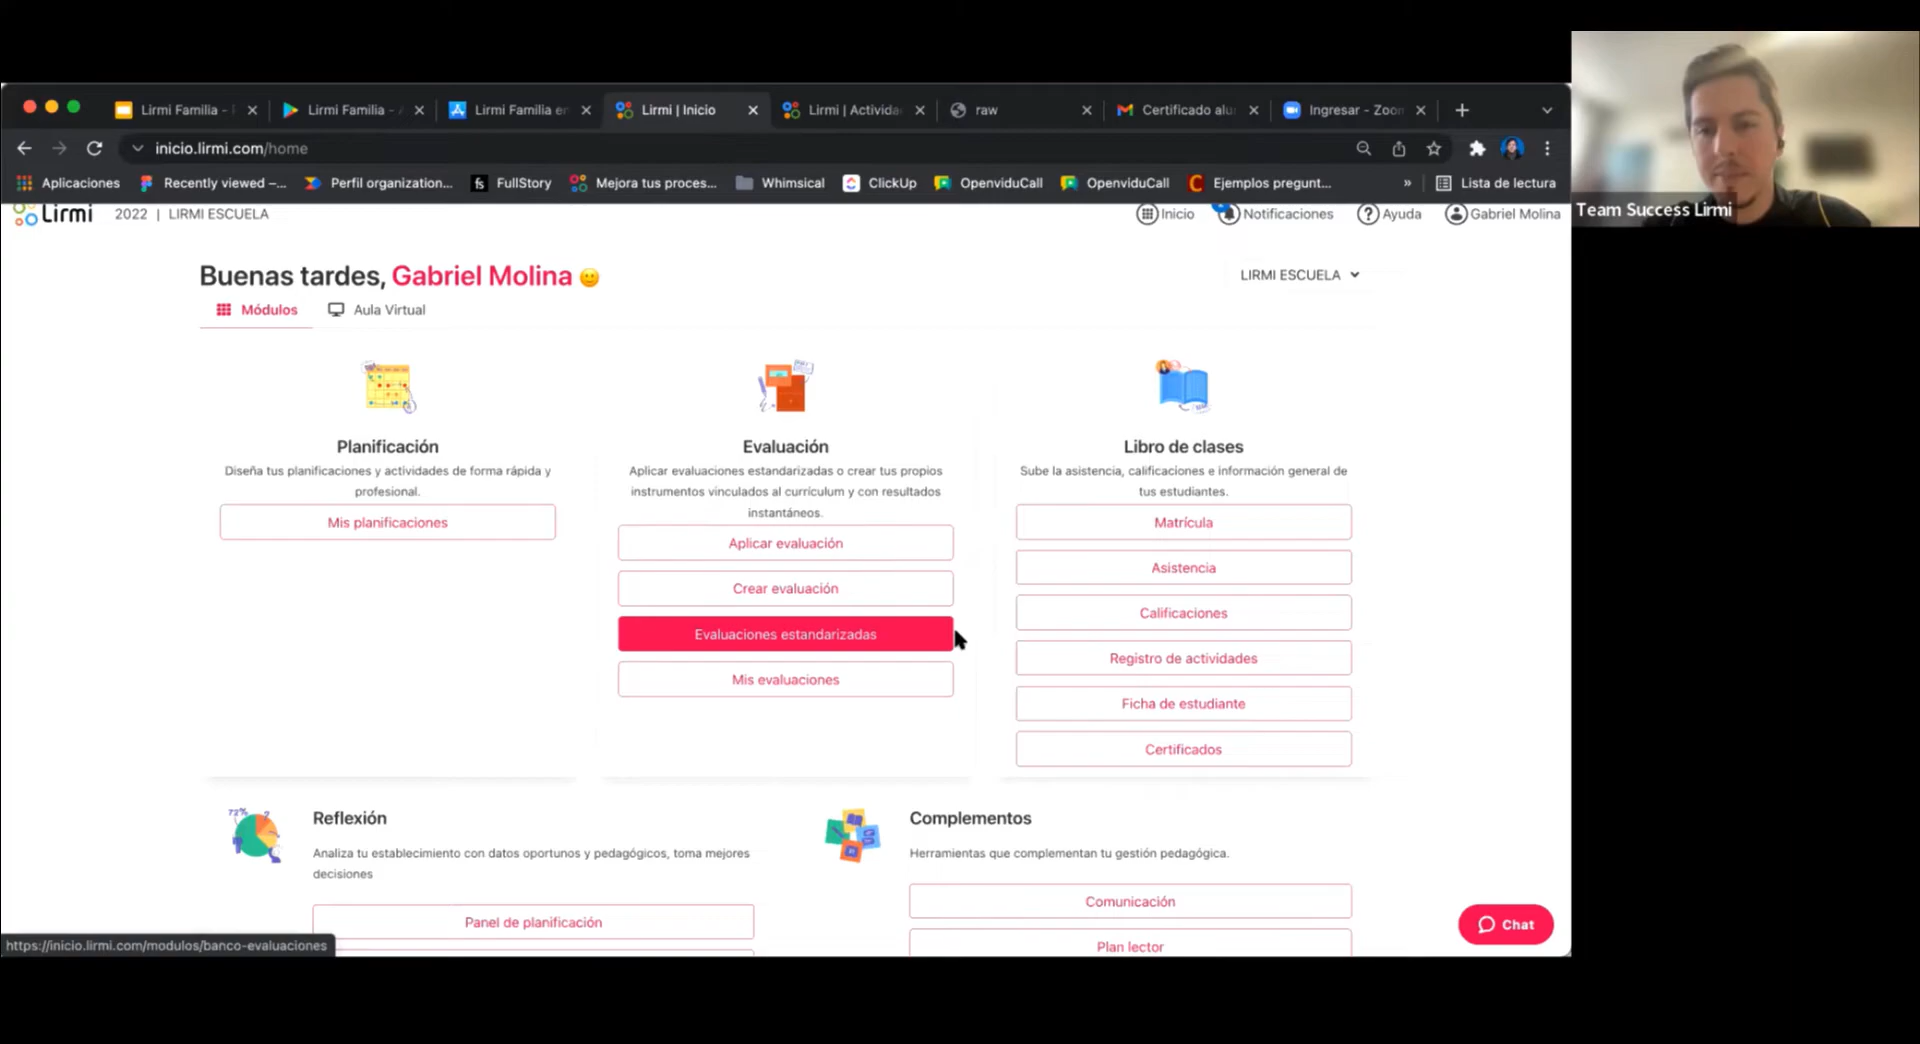 Lirmi Familia -
Lirmi Familia -
Lirmi Familia en
Lirmi | Inicio
Lirmi | Activida
raw
Certificado alu
Ingresar - Zoom
inicio.lirmi.com/home
Aplicaciones
Recently viewed –...
Perfil organization...
fs FullStory
Mejora tus proces...
Whimsical
ClickUp
OpenviduCall
OpenviduCall
Ejemplos pregunt...
»
Lista de lectura
Team Success Lirmi
Lirmi 2022 | LIRMI ESCUELA
Inicio
Notificaciones
Ayuda
Gabriel Molina
Buenas tardes, Gabriel Molina
LIRMI ESCUELA
Módulos
Aula Virtual
Planificación
Diseña tus planificaciones y actividades de forma rápida y
profesional.
Mis planificaciones
Evaluación
Aplicar evaluaciones estandarizadas o crear tus propios
instrumentos vinculados al currículum y con resultados
instantáneos.
Aplicar evaluación
Crear evaluación
Evaluaciones estandarizadas
Mis evaluaciones
Libro de clases
Sube la asistencia, calificaciones e información general de
tus estudiantes.
Matrícula
Asistencia
Calificaciones
Registro de actividades
Ficha de estudiante
Certificados
72%
Reflexión
Analiza tu establecimiento con datos oportunos y pedagógicos, toma mejores
decisiones
Panel de planificación
Complementos
Herramientas que complementan tu gestión pedagógica.
Comunicación
Plan lector
Chat
https://inicio.lirmi.com/modulos/banco-evaluaciones